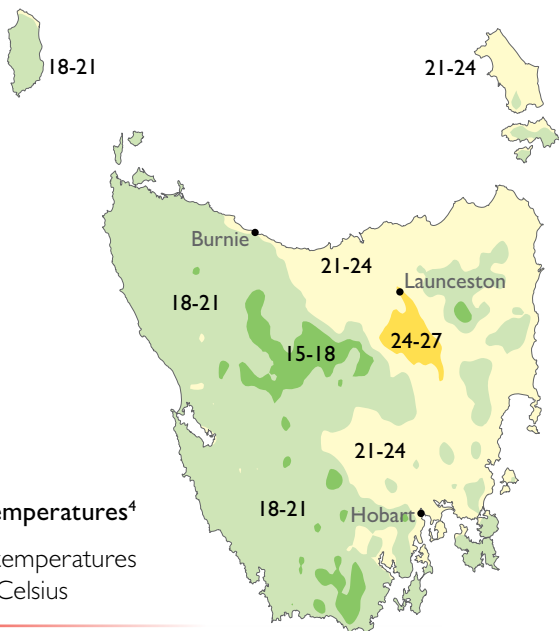 18-21
21-24
Burnie
21-24
Launceston
18-21
24-27
15-18
21-24
18-21
Hobart
emperatures⁴
temperatures
Celsius